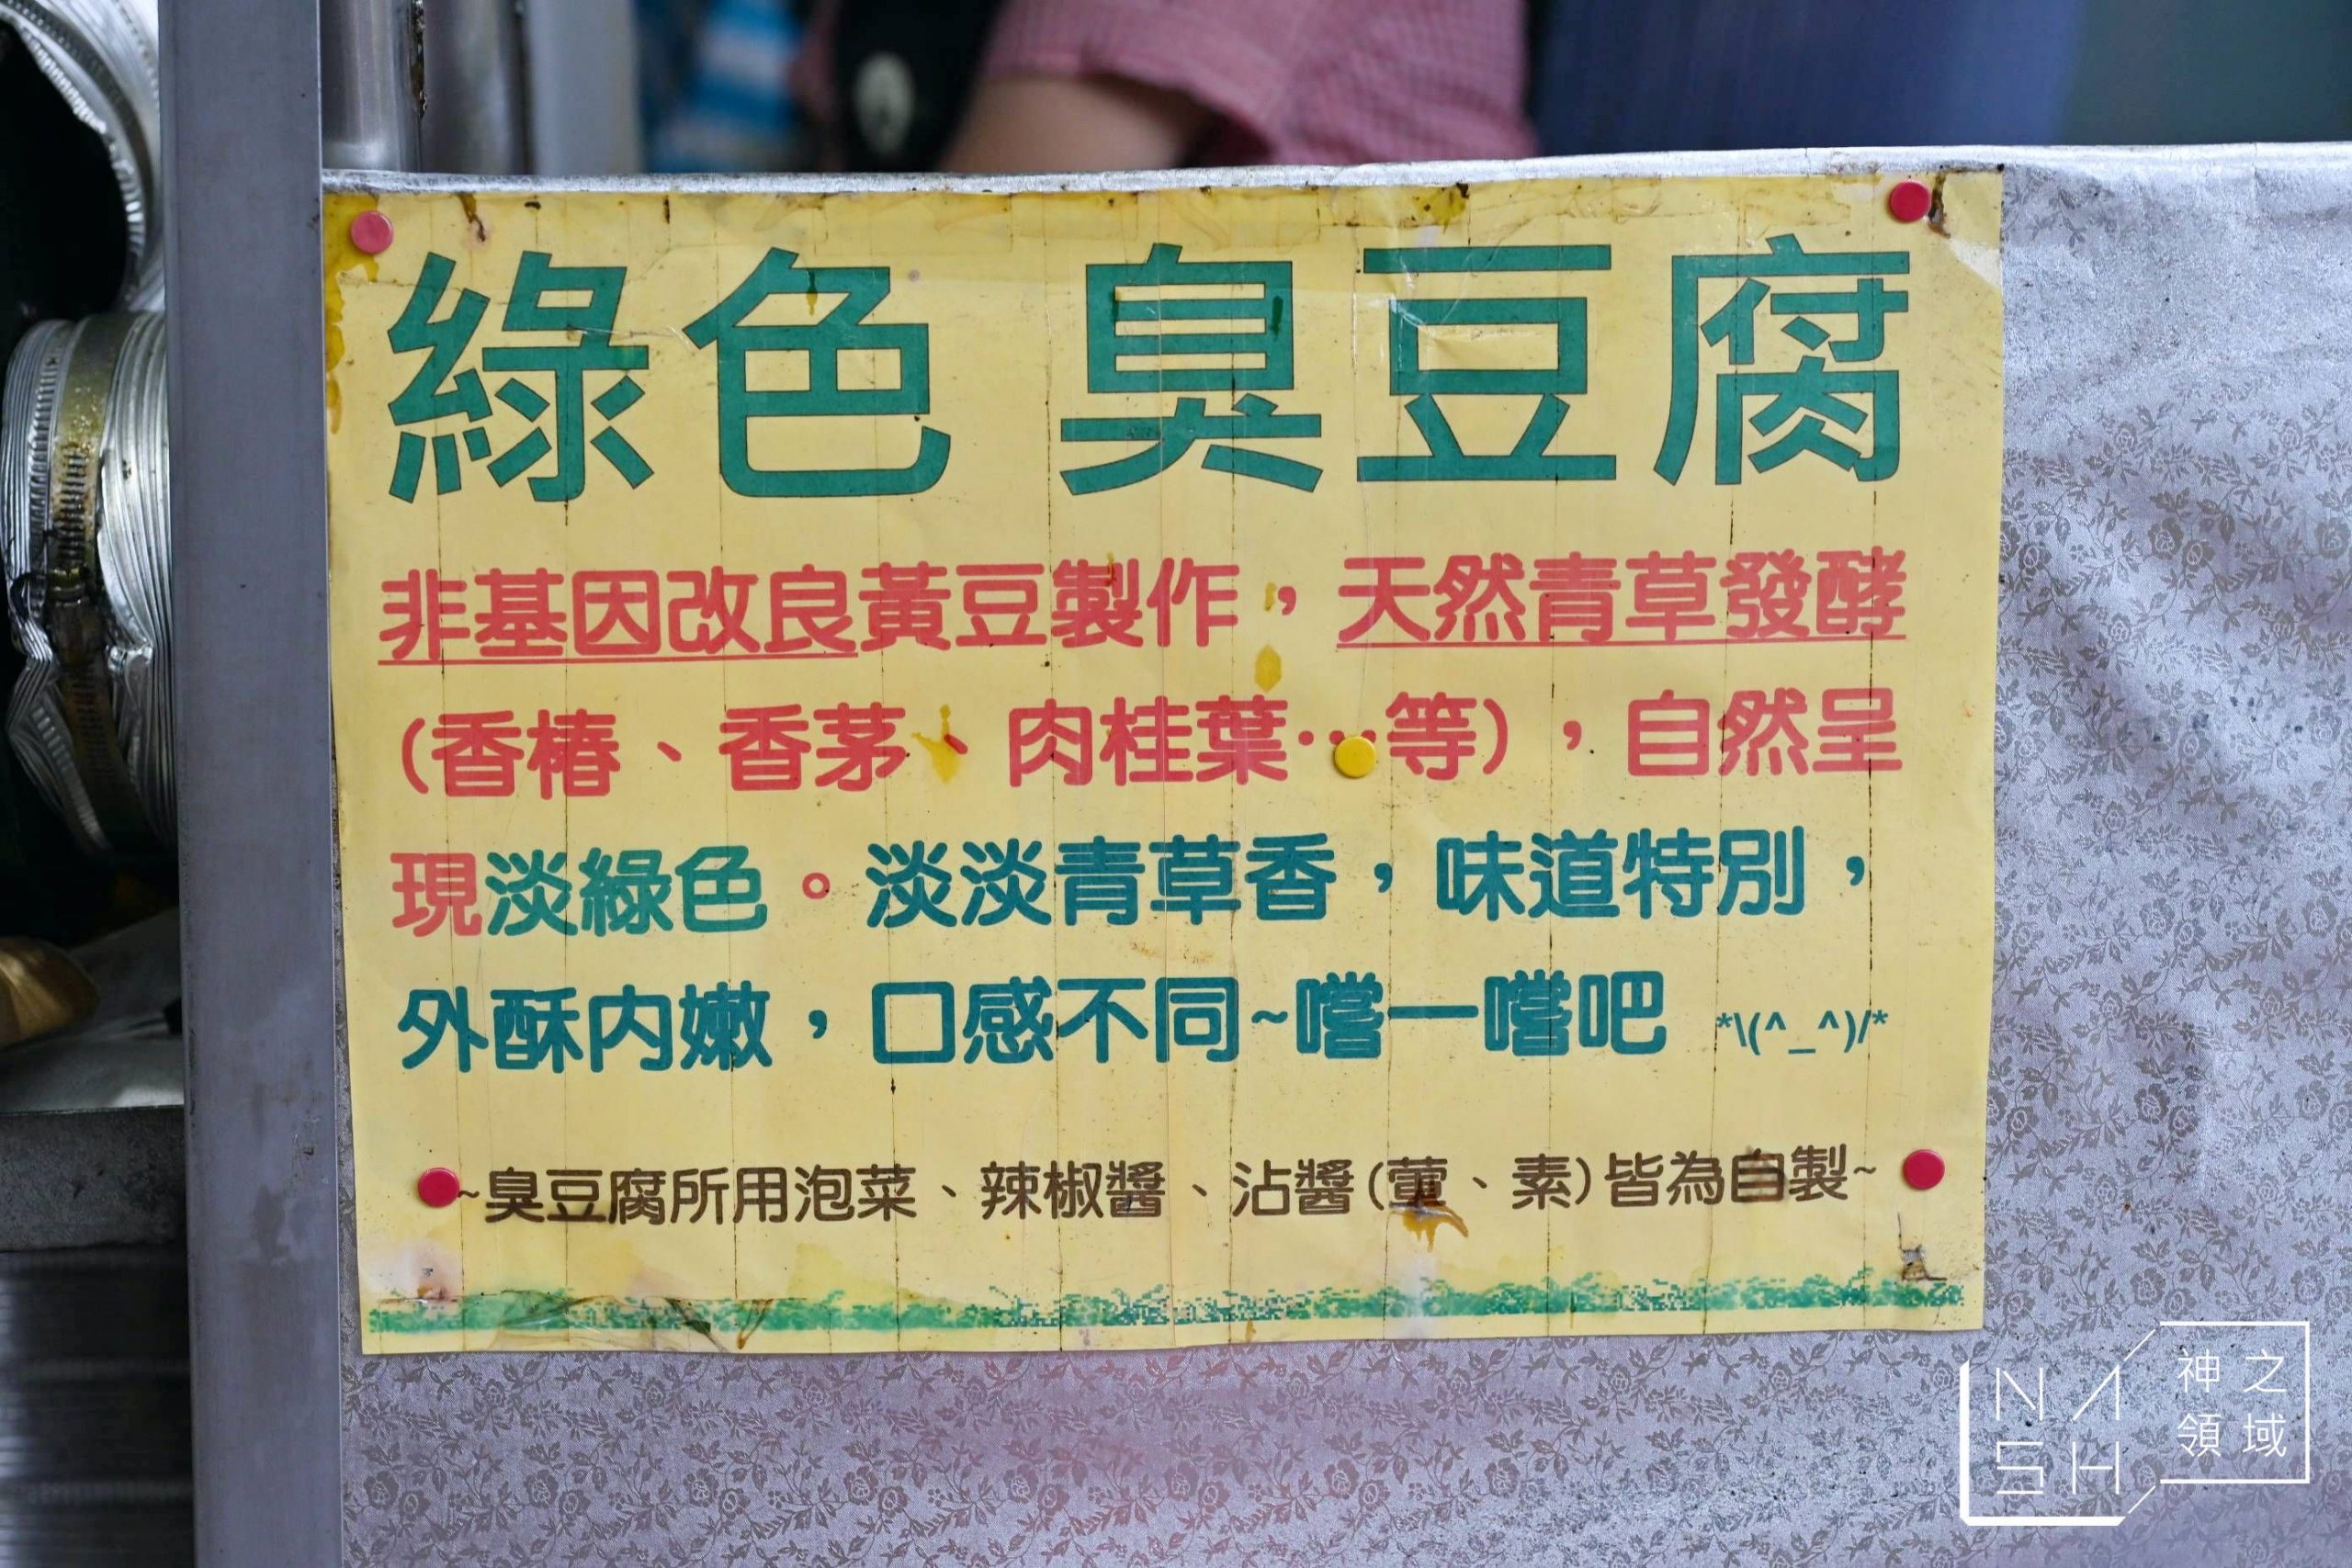 綠色 臭豆腐
非基因改良黃豆製作，天然青草發酵
(香椿、香茅、肉桂葉…等)，自然呈
現淡綠色。淡淡青草香，味道特別，
外酥內嫩，口感不同~嚐一嚐吧 *\(^_^)/*
~臭豆腐所用泡菜、辣椒醬、沾醬(葷、素)皆為自製~
NASH
神之領域